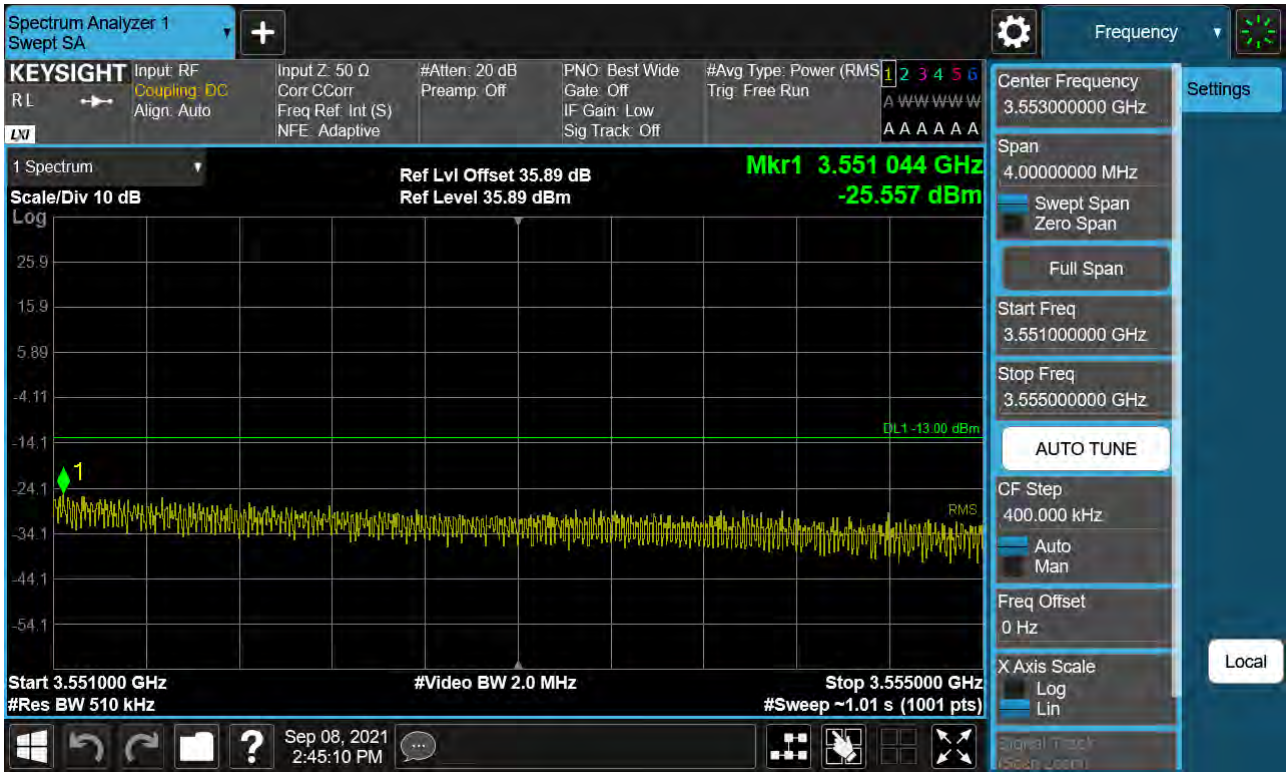 Spectrum Analyzer 1
Swept SA
+
Frequency
KEYSIGHT
RL
LXI
Input: RF
Coupling: DC
Align: Auto
Input Z: 50 Ω
Corr CCorr
Freq Ref: Int (S)
NFE: Adaptive
#Atten: 20 dB
Preamp: Off
PNO: Best Wide
Gate: Off
IF Gain: Low
Sig Track: Off
#Avg Type: Power (RMS
Trig: Free Run
1 2 3 4 5 6
A W W W W W
A A A A A A
1 Spectrum
Scale/Div 10 dB
Log
Ref Lvl Offset 35.89 dB
Ref Level 35.89 dBm
Mkr1 3.551 044 GHz
-25.557 dBm
25.9
15.9
5.89
-4.11
DL1 -13.00 dBm
-14.1
1
-24.1
RMS
-34.1
-44.1
-54.1
Start 3.551000 GHz
#Video BW 2.0 MHz
Stop 3.555000 GHz
#Res BW 510 kHz
#Sweep ~1.01 s (1001 pts)
Center Frequency
3.553000000 GHz
Settings
Span
4.00000000 MHz
Swept Span
Zero Span
Full Span
Start Freq
3.551000000 GHz
Stop Freq
3.555000000 GHz
AUTO TUNE
CF Step
400.000 kHz
Auto
Man
Freq Offset
0 Hz
X Axis Scale
Log
Lin
Signal Track
(Span Zoom)
Local
?
Sep 08, 2021
2:45:10 PM